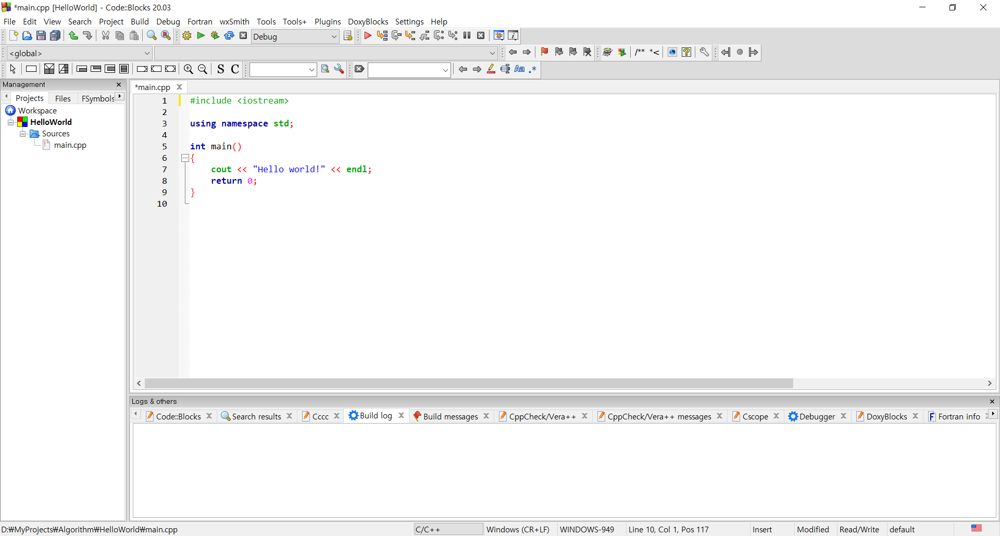 *main.cpp [HelloWorld] - Code::Blocks 20.03
File Edit View Search Project Build Debug Fortran wxSmith Tools Tools+ Plugins DoxyBlocks Settings Help
Debug
<global>
/** *<
S C
Aa .*
Management
Projects Files FSymbols
Workspace
HelloWorld
Sources
main.cpp
*main.cpp
1 #include <iostream>
2
3 using namespace std;
4
5 int main()
6 {
7 cout << "Hello world!" << endl;
8 return 0;
9 }
10
Logs & others
Code::Blocks Search results Cccc Build log Build messages CppCheck/Vera++ CppCheck/Vera++ messages Cscope Debugger DoxyBlocks Fortran info
D:₩MyProjects₩Algorithm₩HelloWorld₩main.cpp C/C++ Windows (CR+LF) WINDOWS-949 Line 10, Col 1, Pos 117 Insert Modified Read/Write default